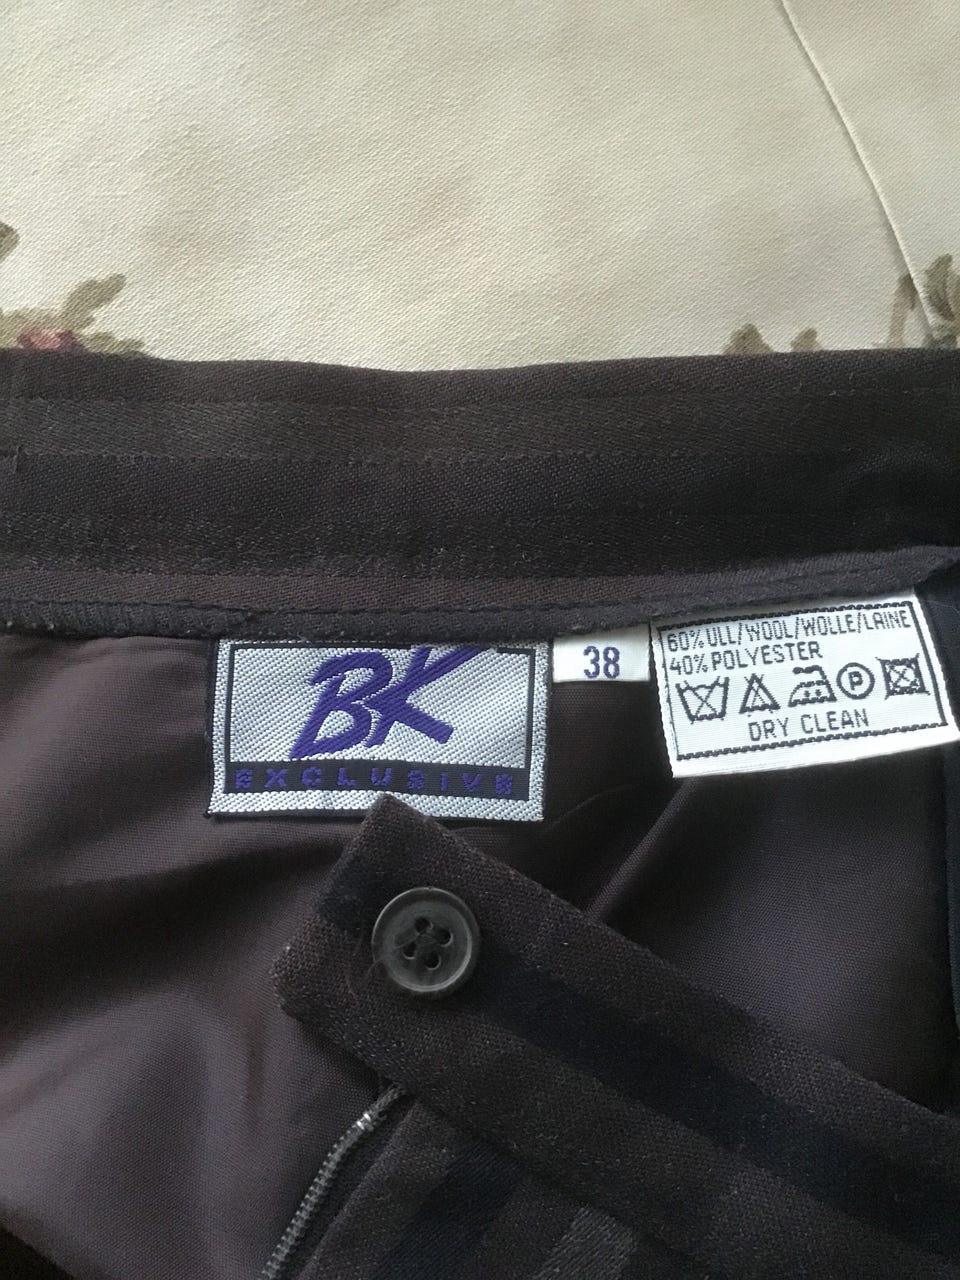 BK
EXCLUSIVE
38
60% ULL/WOOL/WOLLE/LAINE
40% POLYESTER
P
DRY CLEAN